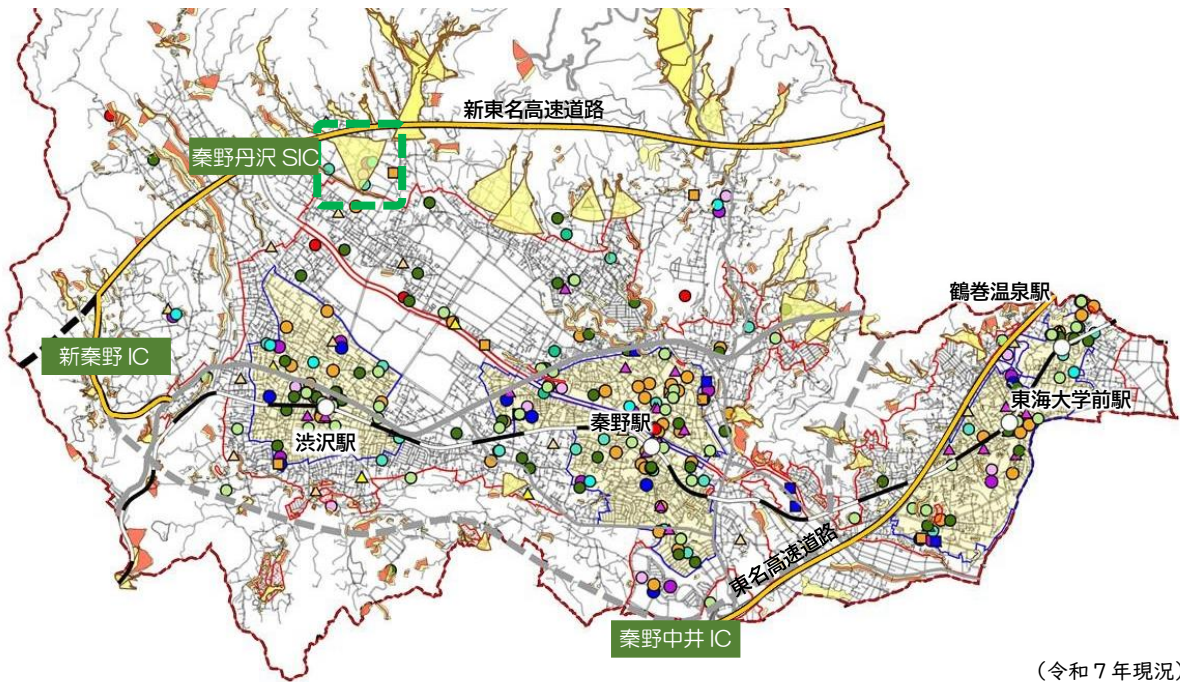 新東名高速道路
秦野丹沢 SIC
鶴巻温泉駅
新秦野 IC
東海大学前駅
秦野駅
渋沢駅
東名高速道路
秦野中井 IC
(令和7年現況)